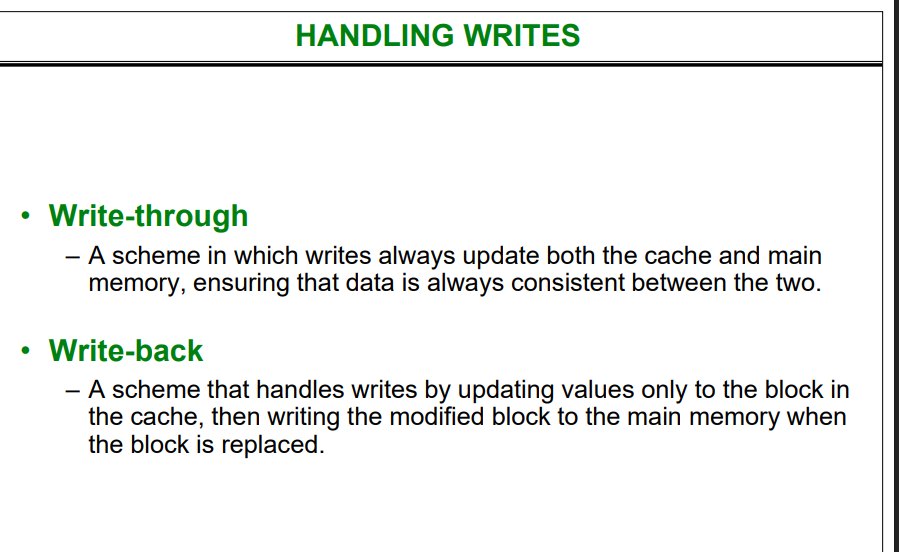 HANDLING WRITES
• Write-through
– A scheme in which writes always update both the cache and main
memory, ensuring that data is always consistent between the two.
• Write-back
– A scheme that handles writes by updating values only to the block in
the cache, then writing the modified block to the main memory when
the block is replaced.